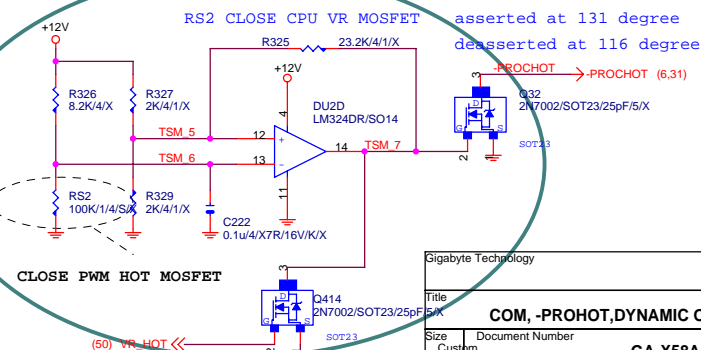 RS2 CLOSE CPU VR MOSFET
asserted at 131 degree
deasserted at 116 degree
+12V
R325
23.2K/4/1/X
+12V
-PROCHOT
-PROCHOT (6,31)
R326
8.2K/4/X
R327
2K/4/1/X
DU2D
LM324DR/SO14
3
Q32
2N7002/SOT23/25pF/5/X
D
G
S
2
1
SOT23
4
TSM_5
12
+
TSM_6
13
-
14
TSM_7
11
RS2
100K/1/4/S/X
R329
2K/4/1/X
C222
0.1u/4/X7R/16V/K/X
CLOSE PWM HOT MOSFET
3
Q414
2N7002/SOT23/25pF/5/X
D
G
S
SOT23
(50) VR_HOT
Gigabyte Technology
Title
COM, -PROHOT,DYNAMIC
Size
Custom
Document Number